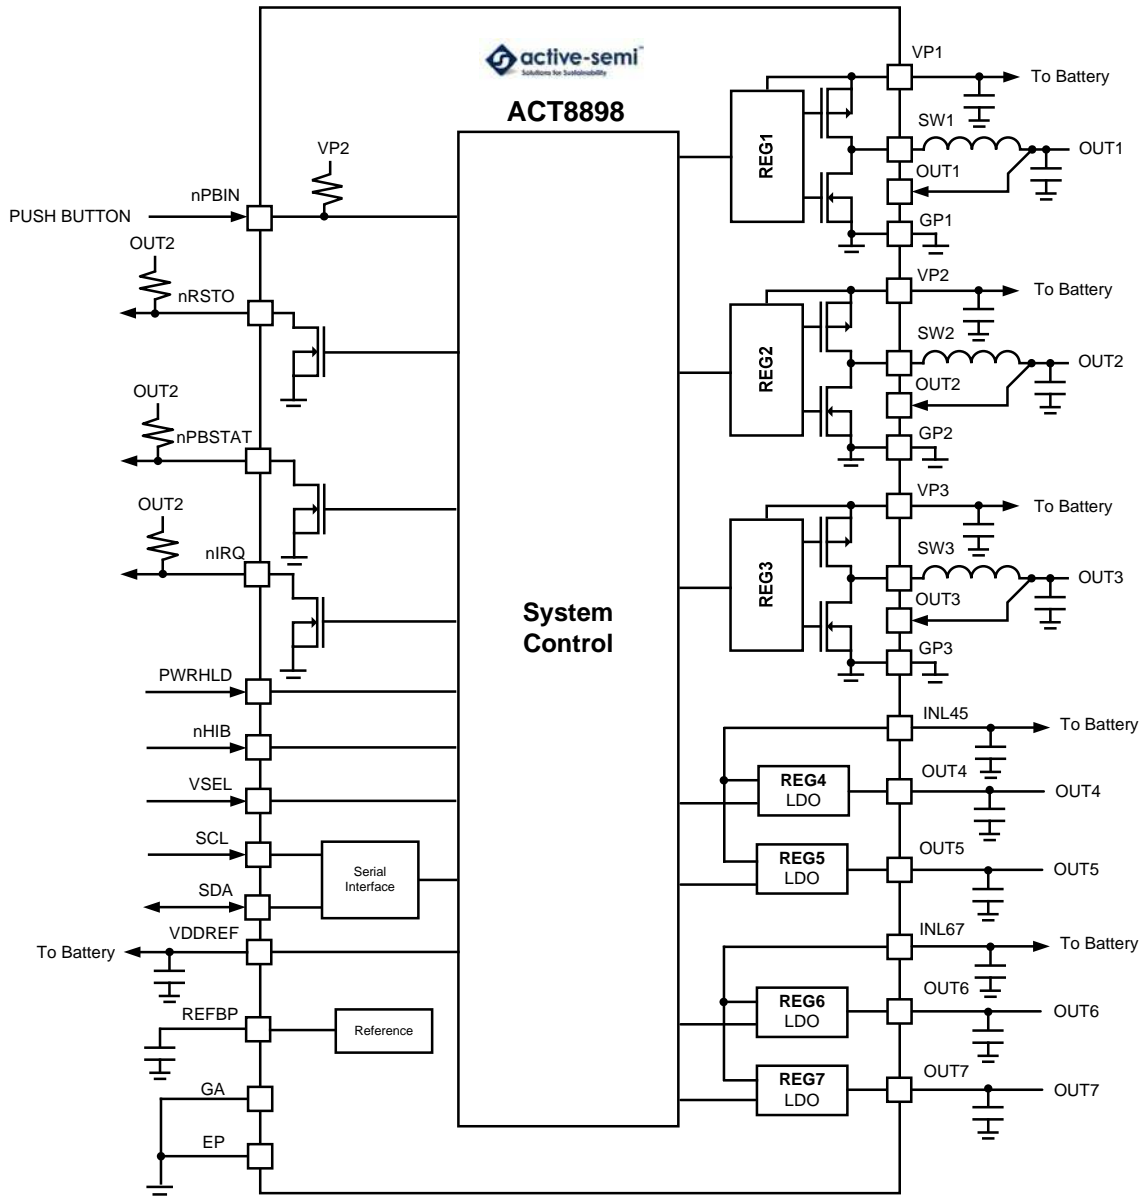 active-semi™
Solutions for Sustainability
ACT8898
PUSH BUTTON
nPBIN
VP2
OUT2
nRSTO
OUT2
nPBSTAT
OUT2
nIRQ
PWRHLD
nHIB
VSEL
SCL
SDA
Serial
Interface
VDDREF
To Battery
REFBP
Reference
GA
EP
System
Control
REG1
VP1
To Battery
SW1
OUT1
OUT1
GP1
REG2
VP2
To Battery
SW2
OUT2
OUT2
GP2
REG3
VP3
To Battery
SW3
OUT3
OUT3
GP3
INL45
To Battery
REG4
LDO
OUT4
OUT4
REG5
LDO
OUT5
OUT5
INL67
To Battery
REG6
LDO
OUT6
OUT6
REG7
LDO
OUT7
OUT7